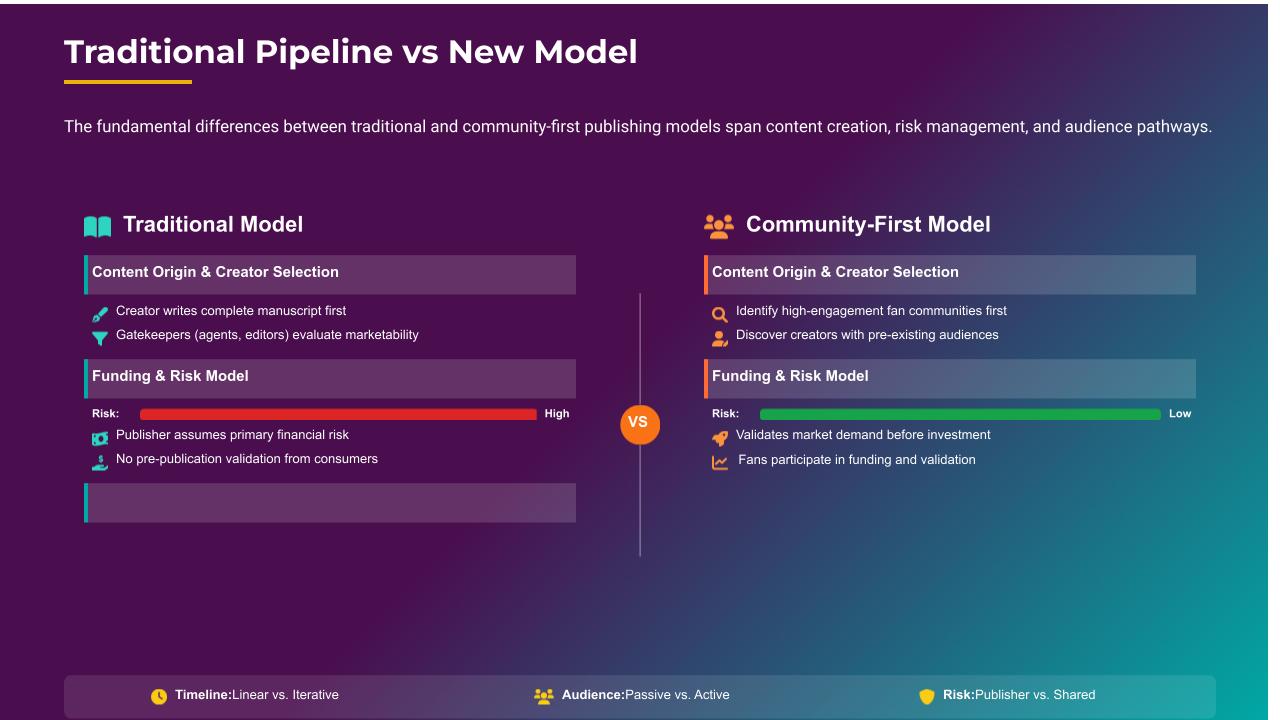 Traditional Pipeline vs New Model
The fundamental differences between traditional and community-first publishing models span content creation, risk management, and audience pathways.
Traditional Model
Content Origin & Creator Selection
Creator writes complete manuscript first
Gatekeepers (agents, editors) evaluate marketability
Funding & Risk Model
Risk: High
Publisher assumes primary financial risk
No pre-publication validation from consumers
VS
Community-First Model
Content Origin & Creator Selection
Identify high-engagement fan communities first
Discover creators with pre-existing audiences
Funding & Risk Model
Risk: Low
Validates market demand before investment
Fans participate in funding and validation
Timeline:Linear vs. Iterative
Audience:Passive vs. Active
Risk:Publisher vs. Shared